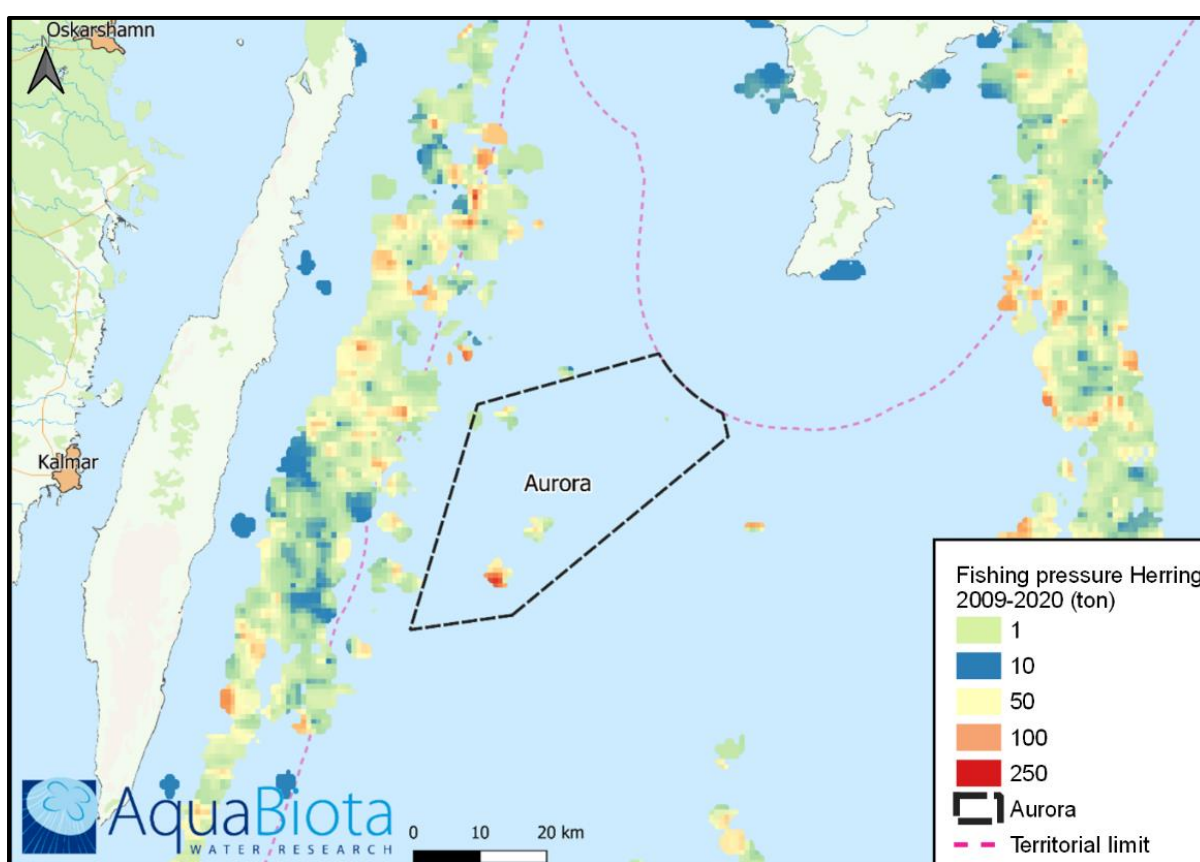 Oskarshamn
N
Kalmar
Aurora
Fishing pressure Herring
2009-2020 (ton)
1
10
50
100
250
Aurora
Territorial limit
AquaBiota
WATER RESEARCH
0 10 20 km